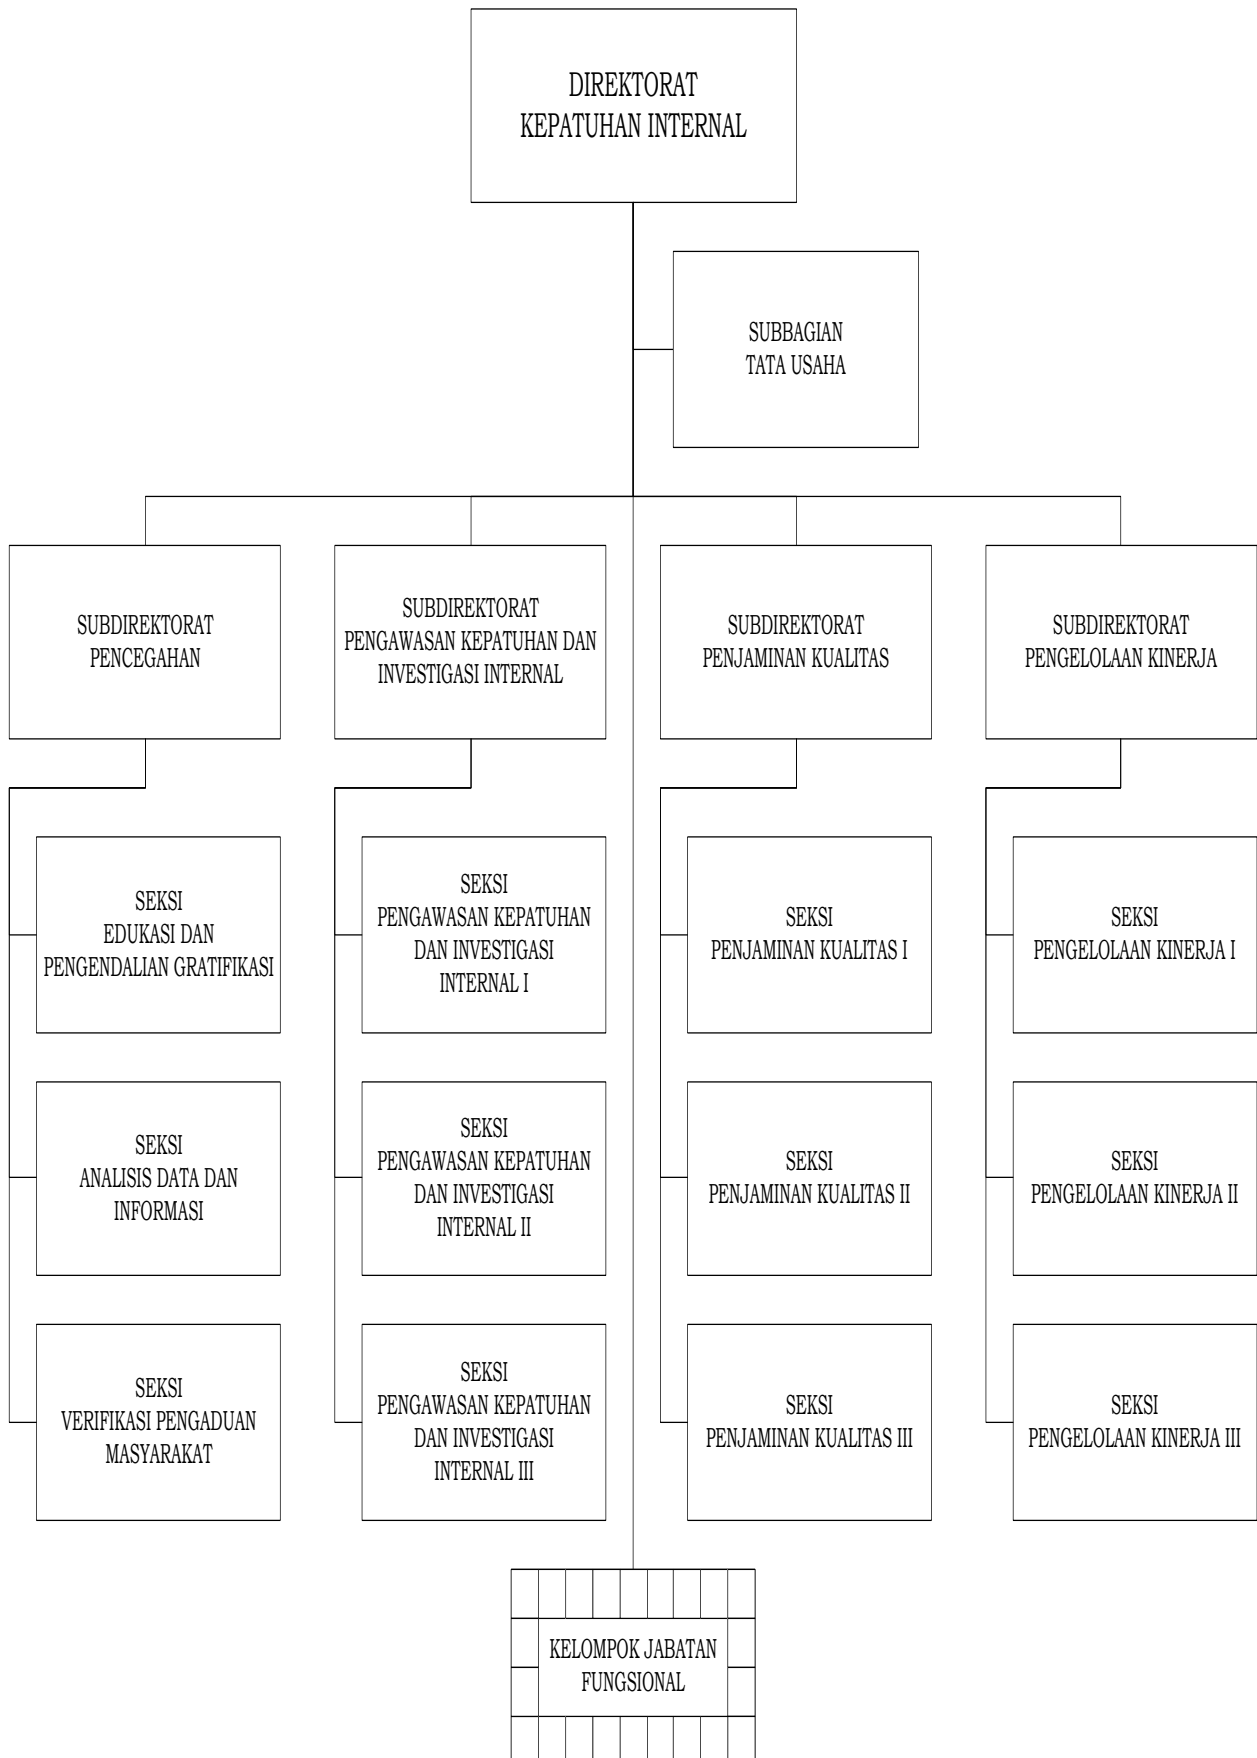 DIREKTORAT
KEPATUHAN INTERNAL
SUBBAGIAN
TATA USAHA
SUBDIREKTORAT
PENCEGAHAN
SUBDIREKTORAT
PENGAWASAN KEPATUHAN DAN
INVESTIGASI INTERNAL
SUBDIREKTORAT
PENJAMINAN KUALITAS
SUBDIREKTORAT
PENGELOLAAN KINERJA
SEKSI
EDUKASI DAN
PENGENDALIAN GRATIFIKASI
SEKSI
PENGAWASAN KEPATUHAN
DAN INVESTIGASI
INTERNAL I
SEKSI
PENJAMINAN KUALITAS I
SEKSI
PENGELOLAAN KINERJA I
SEKSI
ANALISIS DATA DAN
INFORMASI
SEKSI
PENGAWASAN KEPATUHAN
DAN INVESTIGASI
INTERNAL II
SEKSI
PENJAMINAN KUALITAS II
SEKSI
PENGELOLAAN KINERJA II
SEKSI
VERIFIKASI PENGADUAN
MASYARAKAT
SEKSI
PENGAWASAN KEPATUHAN
DAN INVESTIGASI
INTERNAL III
SEKSI
PENJAMINAN KUALITAS III
SEKSI
PENGELOLAAN KINERJA III
KELOMPOK JABATAN
FUNGSIONAL